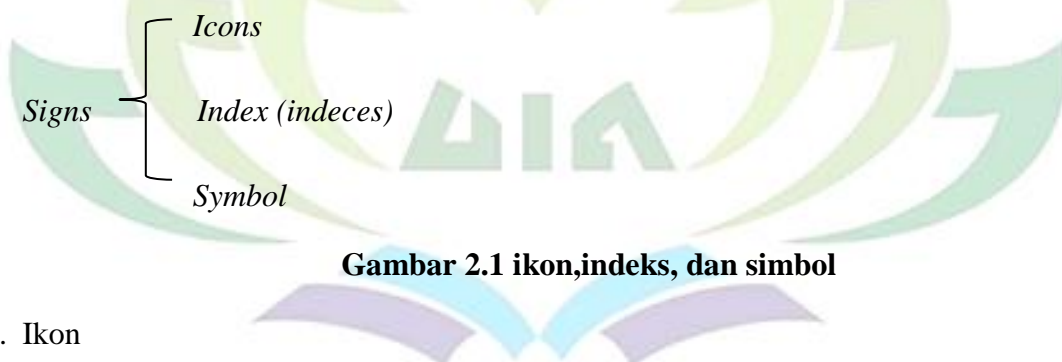 Icons
Signs
Index (indeces)
Symbol
Gambar 2.1 ikon,indeks, dan simbol
. Ikon